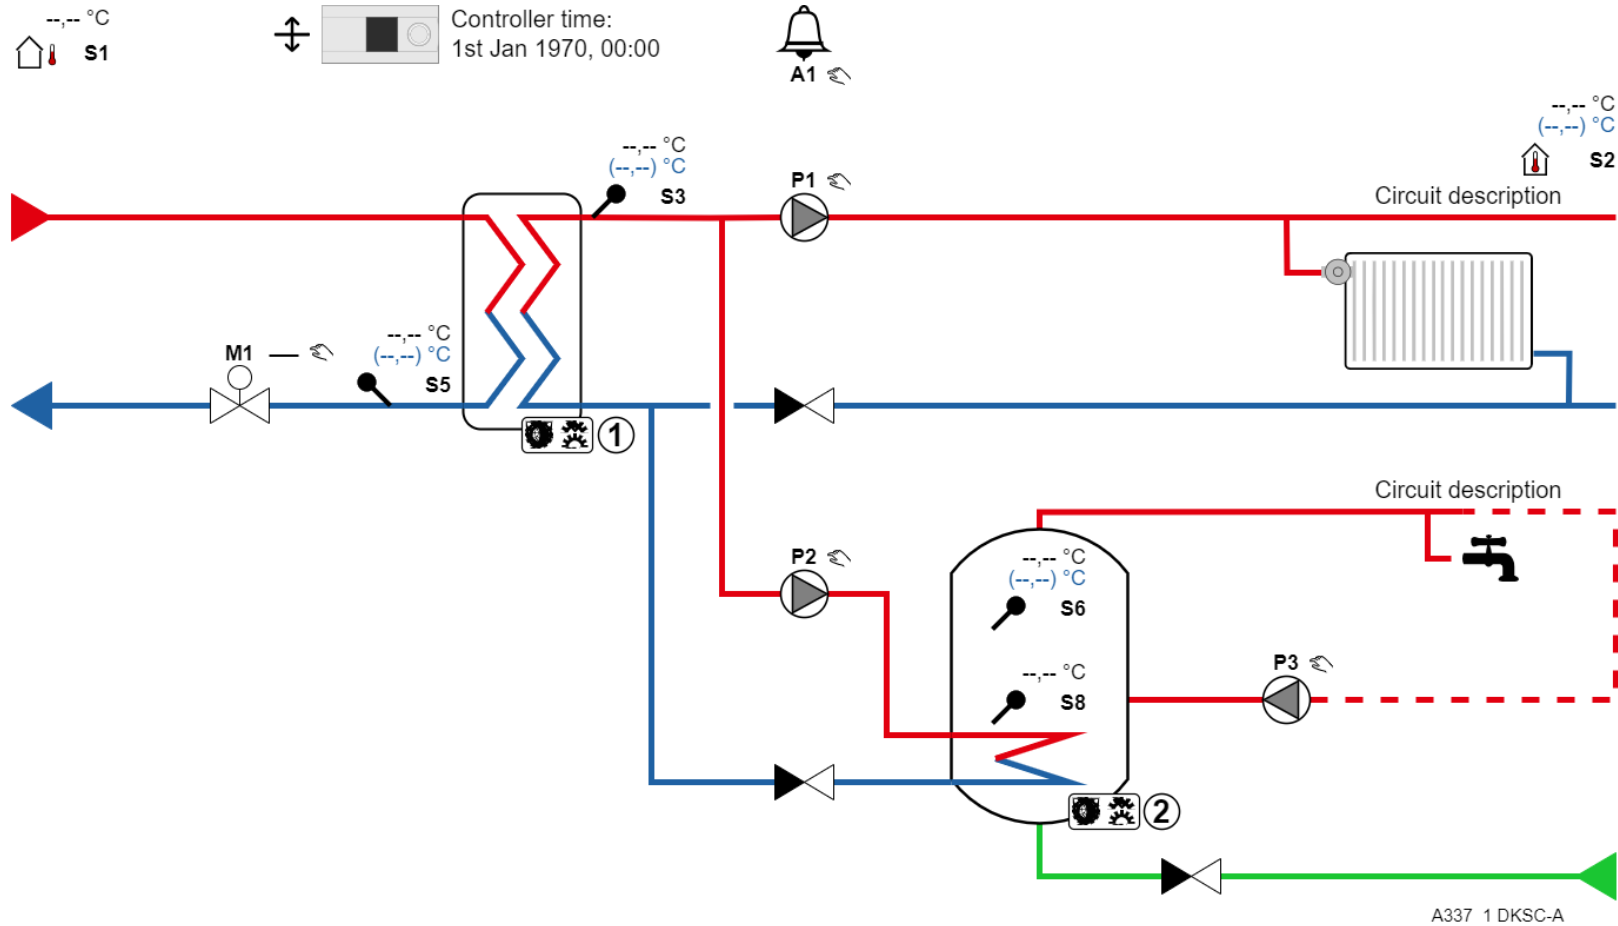 --,-- °C
S1
Controller time:
1st Jan 1970, 00:00
A1
--,-- °C
(--,--) °C
S2
Circuit description
--,-- °C
(--,--) °C
S3
P1
--,-- °C
(--,--) °C
S5
M1
1
Circuit description
P2
--,-- °C
(--,--) °C
S6
--,-- °C
S8
P3
2
A337 1 DKSC-A